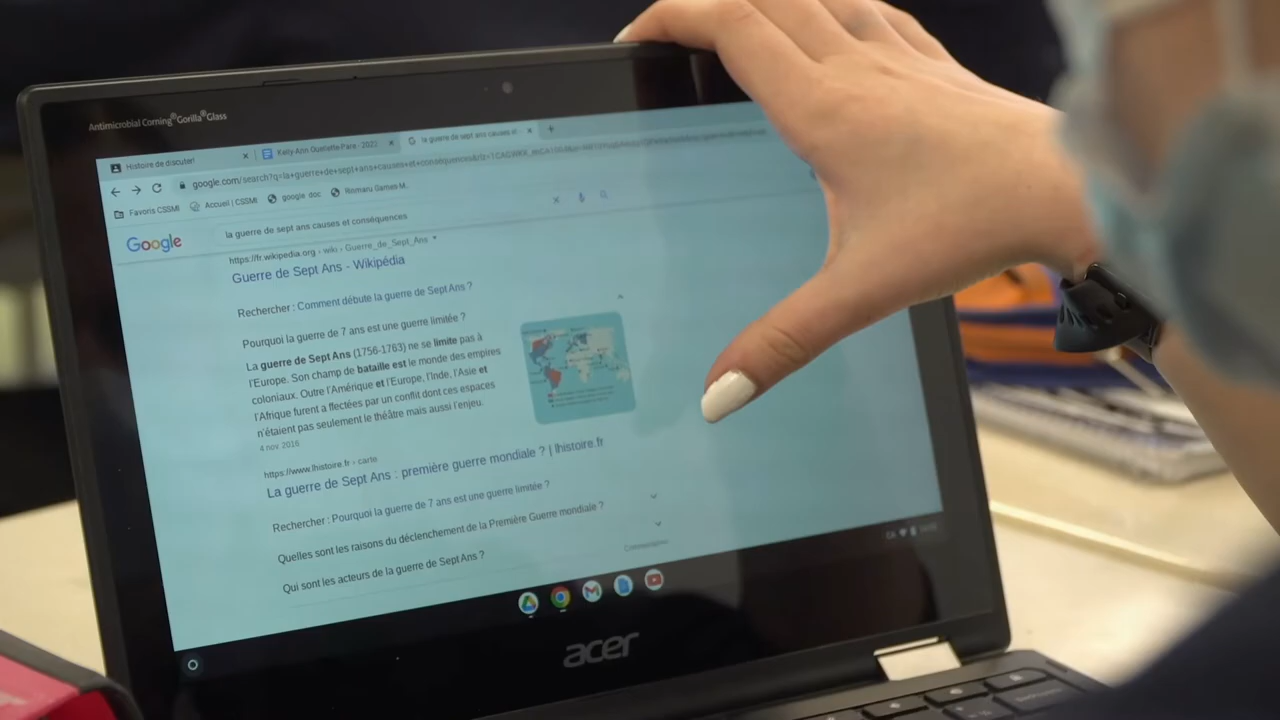 Antimicrobial Corning® Gorilla® Glass
Histoire de discuter!
Kelly-Ann Ouellette-Paré - 2022
la guerre de sept ans causes et
google.com/search?q=la+guerre+de+sept+ans+causes+et+conséquences
Favoris CSSMI
Accueil | CSSMI
google doc
Romaru Games-M...
Google
la guerre de sept ans causes et conséquences
https://fr.wikipedia.org › wiki › Guerre_de_Sept_Ans
Guerre de Sept Ans - Wikipédia
Rechercher : Comment débute la guerre de Sept Ans ?
Pourquoi la guerre de 7 ans est une guerre limitée ?
La guerre de Sept Ans (1756-1763) ne se limite pas à
l'Europe. Son champ de bataille est le monde des empires
coloniaux. Outre l'Amérique et l'Europe, l'Inde, l'Asie et
l'Afrique furent a ffectées par un conflit dont ces espaces
n'étaient pas seulement le théâtre mais aussi l'enjeu.
4 nov 2016
https://www.lhistoire.fr › carte
La guerre de Sept Ans : première guerre mondiale ? | lhistoire.fr
Rechercher : Pourquoi la guerre de 7 ans est une guerre limitée ?
Quelles sont les raisons du déclenchement de la Première Guerre mondiale ?
Qui sont les acteurs de la guerre de Sept Ans ?
Commentaires
acer